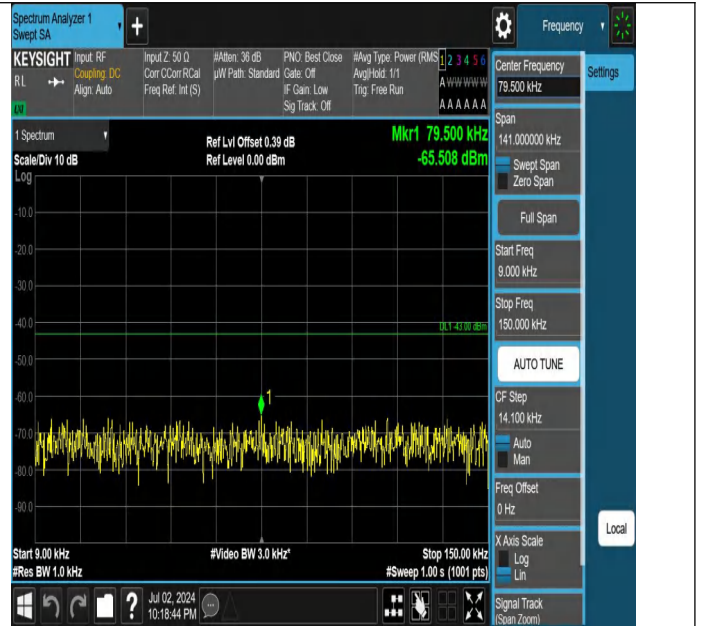 Spectrum Analyzer 1
Swept SA
+
Frequency
KEYSIGHT
Input: RF
Input Z: 50 Ω
#Atten: 36 dB
PNO: Best Close
#Avg Type: Power (RMS
1 2 3 4 5 6
RL
Coupling: DC
Corr CCorr RCal
µW Path: Standard
Gate: Off
Avg|Hold: 1/1
A W W W W W
Align: Auto
Freq Ref: Int (S)
IF Gain: Low
Trig: Free Run
Sig Track: Off
A A A A A A
LXI
1 Spectrum
Ref Lvl Offset 0.39 dB
Mkr1 79.500 kHz
Scale/Div 10 dB
Ref Level 0.00 dBm
-65.508 dBm
Log
-10.0
-20.0
-30.0
-40.0
DL1 -43.00 dBm
-50.0
-60.0
1
-70.0
-80.0
-90.0
Start 9.00 kHz
#Video BW 3.0 kHz*
Stop 150.00 kHz
#Res BW 1.0 kHz
#Sweep 1.00 s (1001 pts)
Center Frequency
79.500 kHz
Settings
Span
141.000000 kHz
Swept Span
Zero Span
Full Span
Start Freq
9.000 kHz
Stop Freq
150.000 kHz
AUTO TUNE
CF Step
14.100 kHz
Auto
Man
Freq Offset
0 Hz
Local
X Axis Scale
Log
Lin
Signal Track
(Span Zoom)
?
Jul 02, 2024
10:18:44 PM